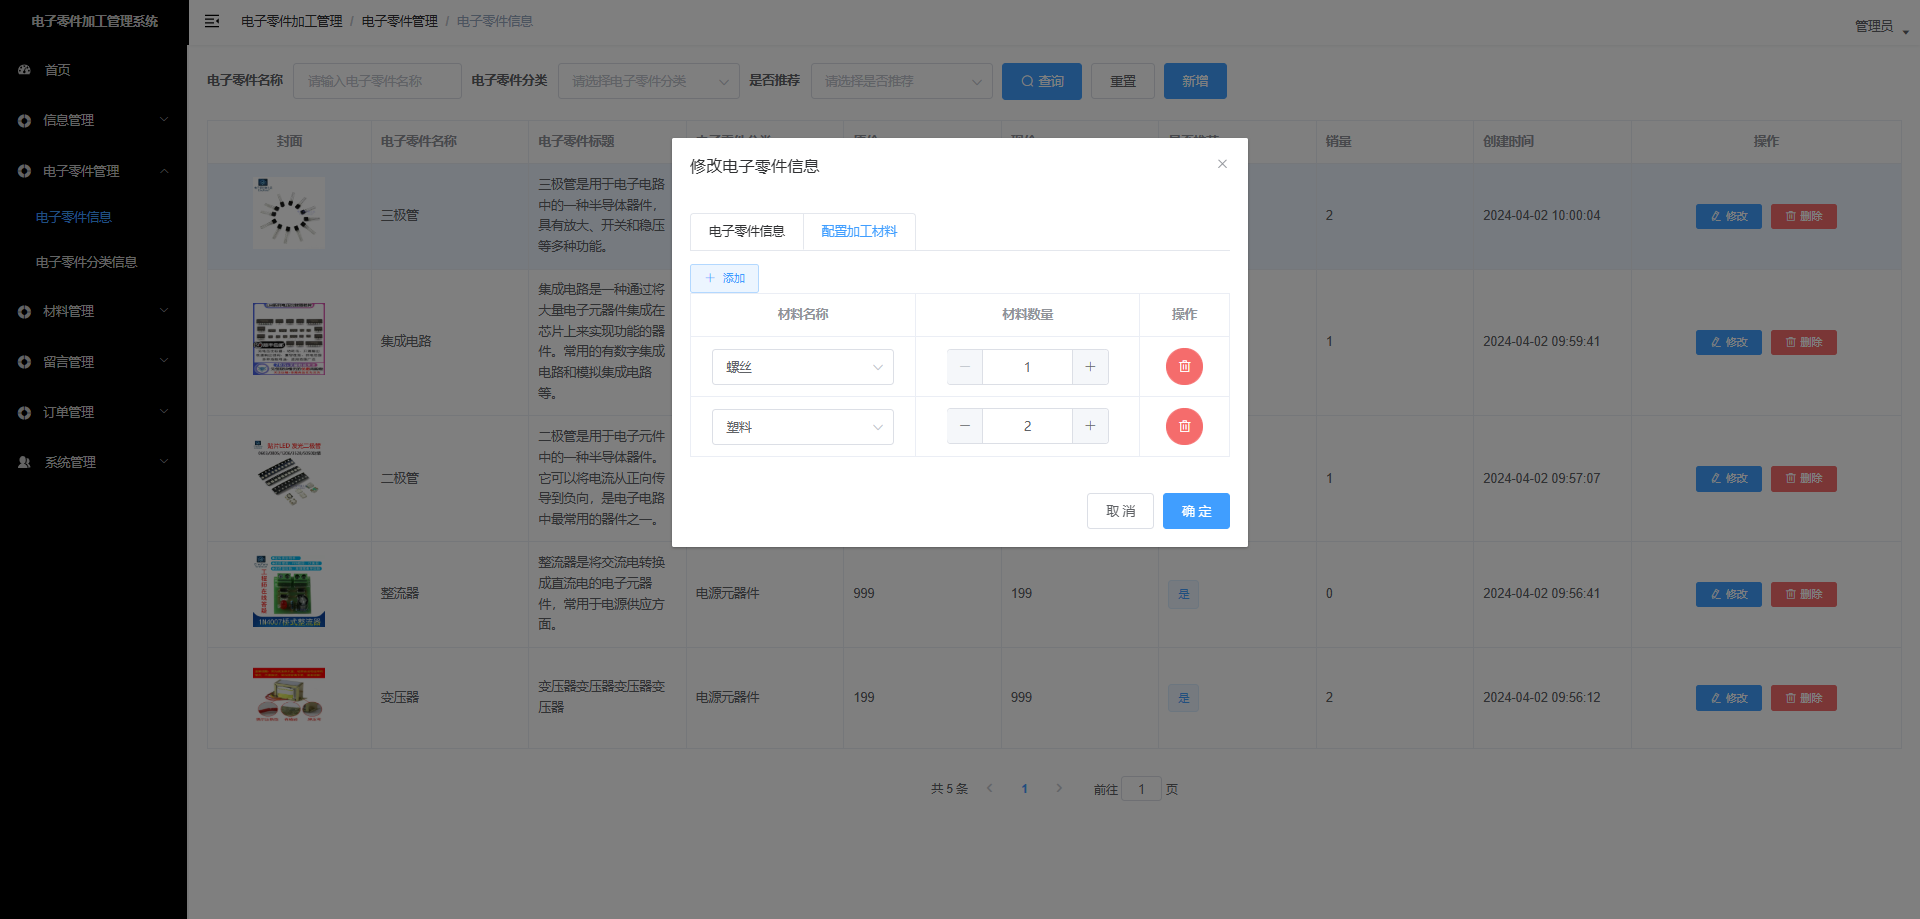 电子零件加工管理系统
电子零件加工管理 / 电子零件管理 / 电子零件信息
管理员
首页
信息管理
电子零件管理
电子零件信息
电子零件分类信息
材料管理
留言管理
订单管理
系统管理
电子零件名称 请输入电子零件名称 电子零件分类 请选择电子零件分类 是否推荐 请选择是否推荐 查询 重置 新增
封面 电子零件名称 电子零件标题 销量 创建时间 操作
三极管
三极管是用于电子电路
中的一种半导体器件，
具有放大、开关和稳压
等多种功能。
2 2024-04-02 10:00:04 修改 删除
集成电路
集成电路是一种通过将
大量电子元器件集成在
芯片上来实现功能的器
件。常用的有数字集成
电路和模拟集成电路
等。
1 2024-04-02 09:59:41 修改 删除
贴片LED 发光二极管
二极管
二极管是用于电子元件
中的一种半导体器件。
它可以将电流从正向传
导到负向，是电子电路
中最常用的器件之一。
1 2024-04-02 09:57:07 修改 删除
1N4007桥式整流器
整流器
整流器是将交流电转换
成直流电的电子元器
件，常用于电源供应方
面。
电源元器件 999 199 是 0 2024-04-02 09:56:41 修改 删除
变压器
变压器变压器变压器变
压器
电源元器件 199 999 是 2 2024-04-02 09:56:12 修改 删除
共 5 条 1 前往 1 页
修改电子零件信息
电子零件信息 配置加工材料
添加
材料名称 材料数量 操作
螺丝 1
塑料 2
取 消 确 定